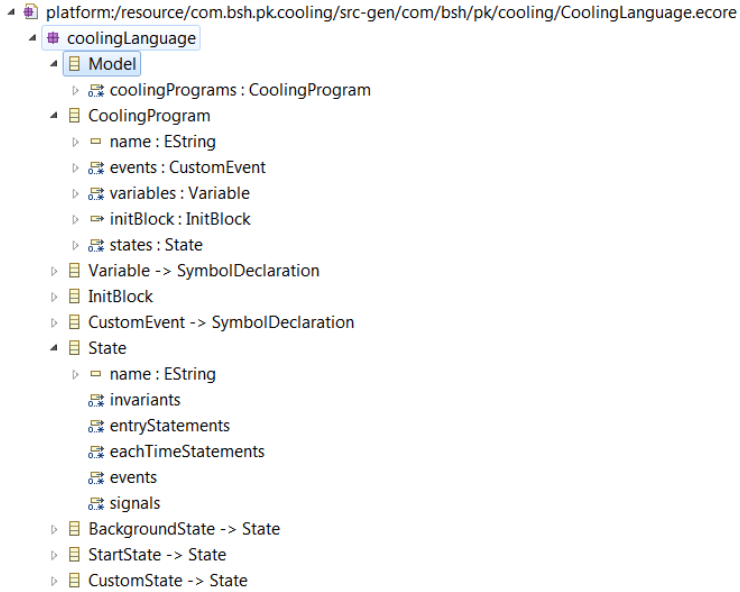 platform:/resource/com.bsh.pk.cooling/src-gen/com/bsh/pk/cooling/CoolingLanguage.ecore
coolingLanguage
Model
coolingPrograms : CoolingProgram
CoolingProgram
name : EString
events : CustomEvent
variables : Variable
initBlock : InitBlock
states : State
Variable -> SymbolDeclaration
InitBlock
CustomEvent -> SymbolDeclaration
State
name : EString
invariants
entryStatements
eachTimeStatements
events
signals
BackgroundState -> State
StartState -> State
CustomState -> State